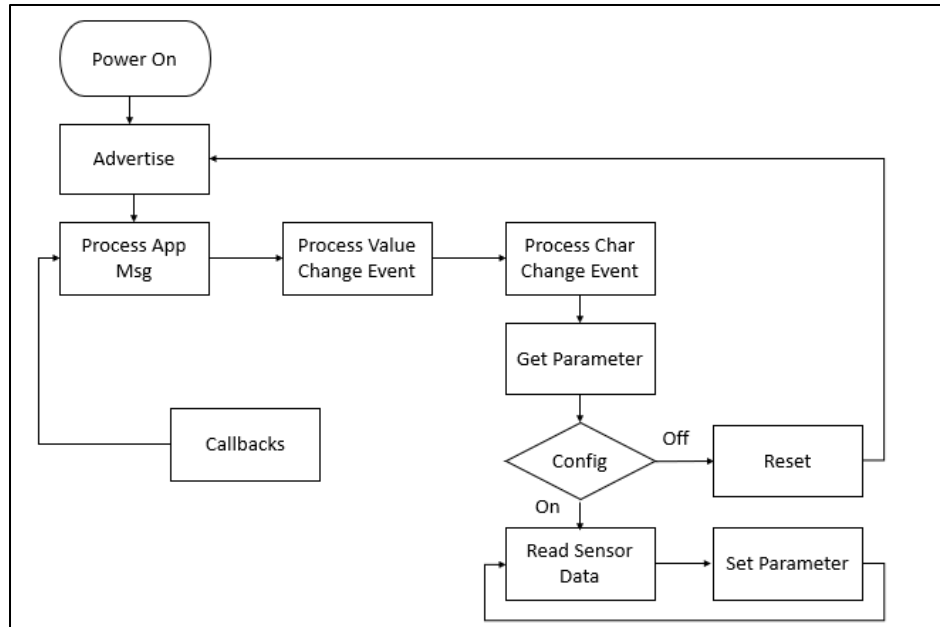 Power On
Advertise
Process App
Msg
Process Value
Change Event
Process Char
Change Event
Get Parameter
Callbacks
Config
Off
Reset
On
Read Sensor
Data
Set Parameter